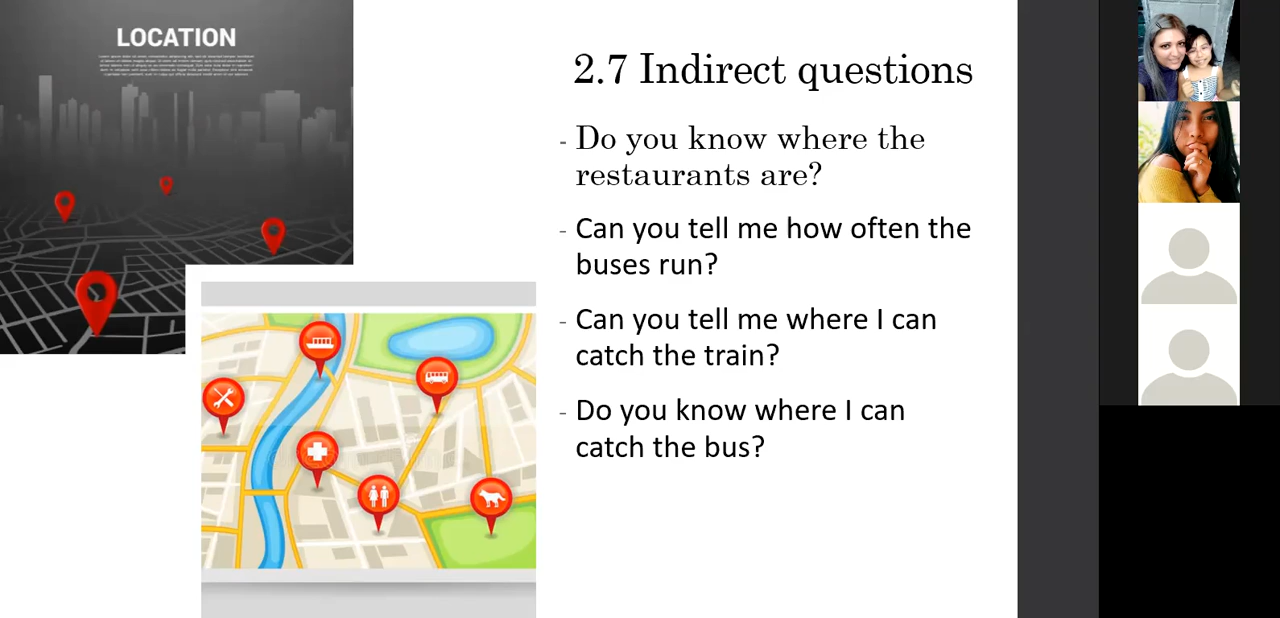 LOCATION
2.7 Indirect questions
- Do you know where the
restaurants are?
- Can you tell me how often the
buses run?
- Can you tell me where I can
catch the train?
- Do you know where I can
catch the bus?